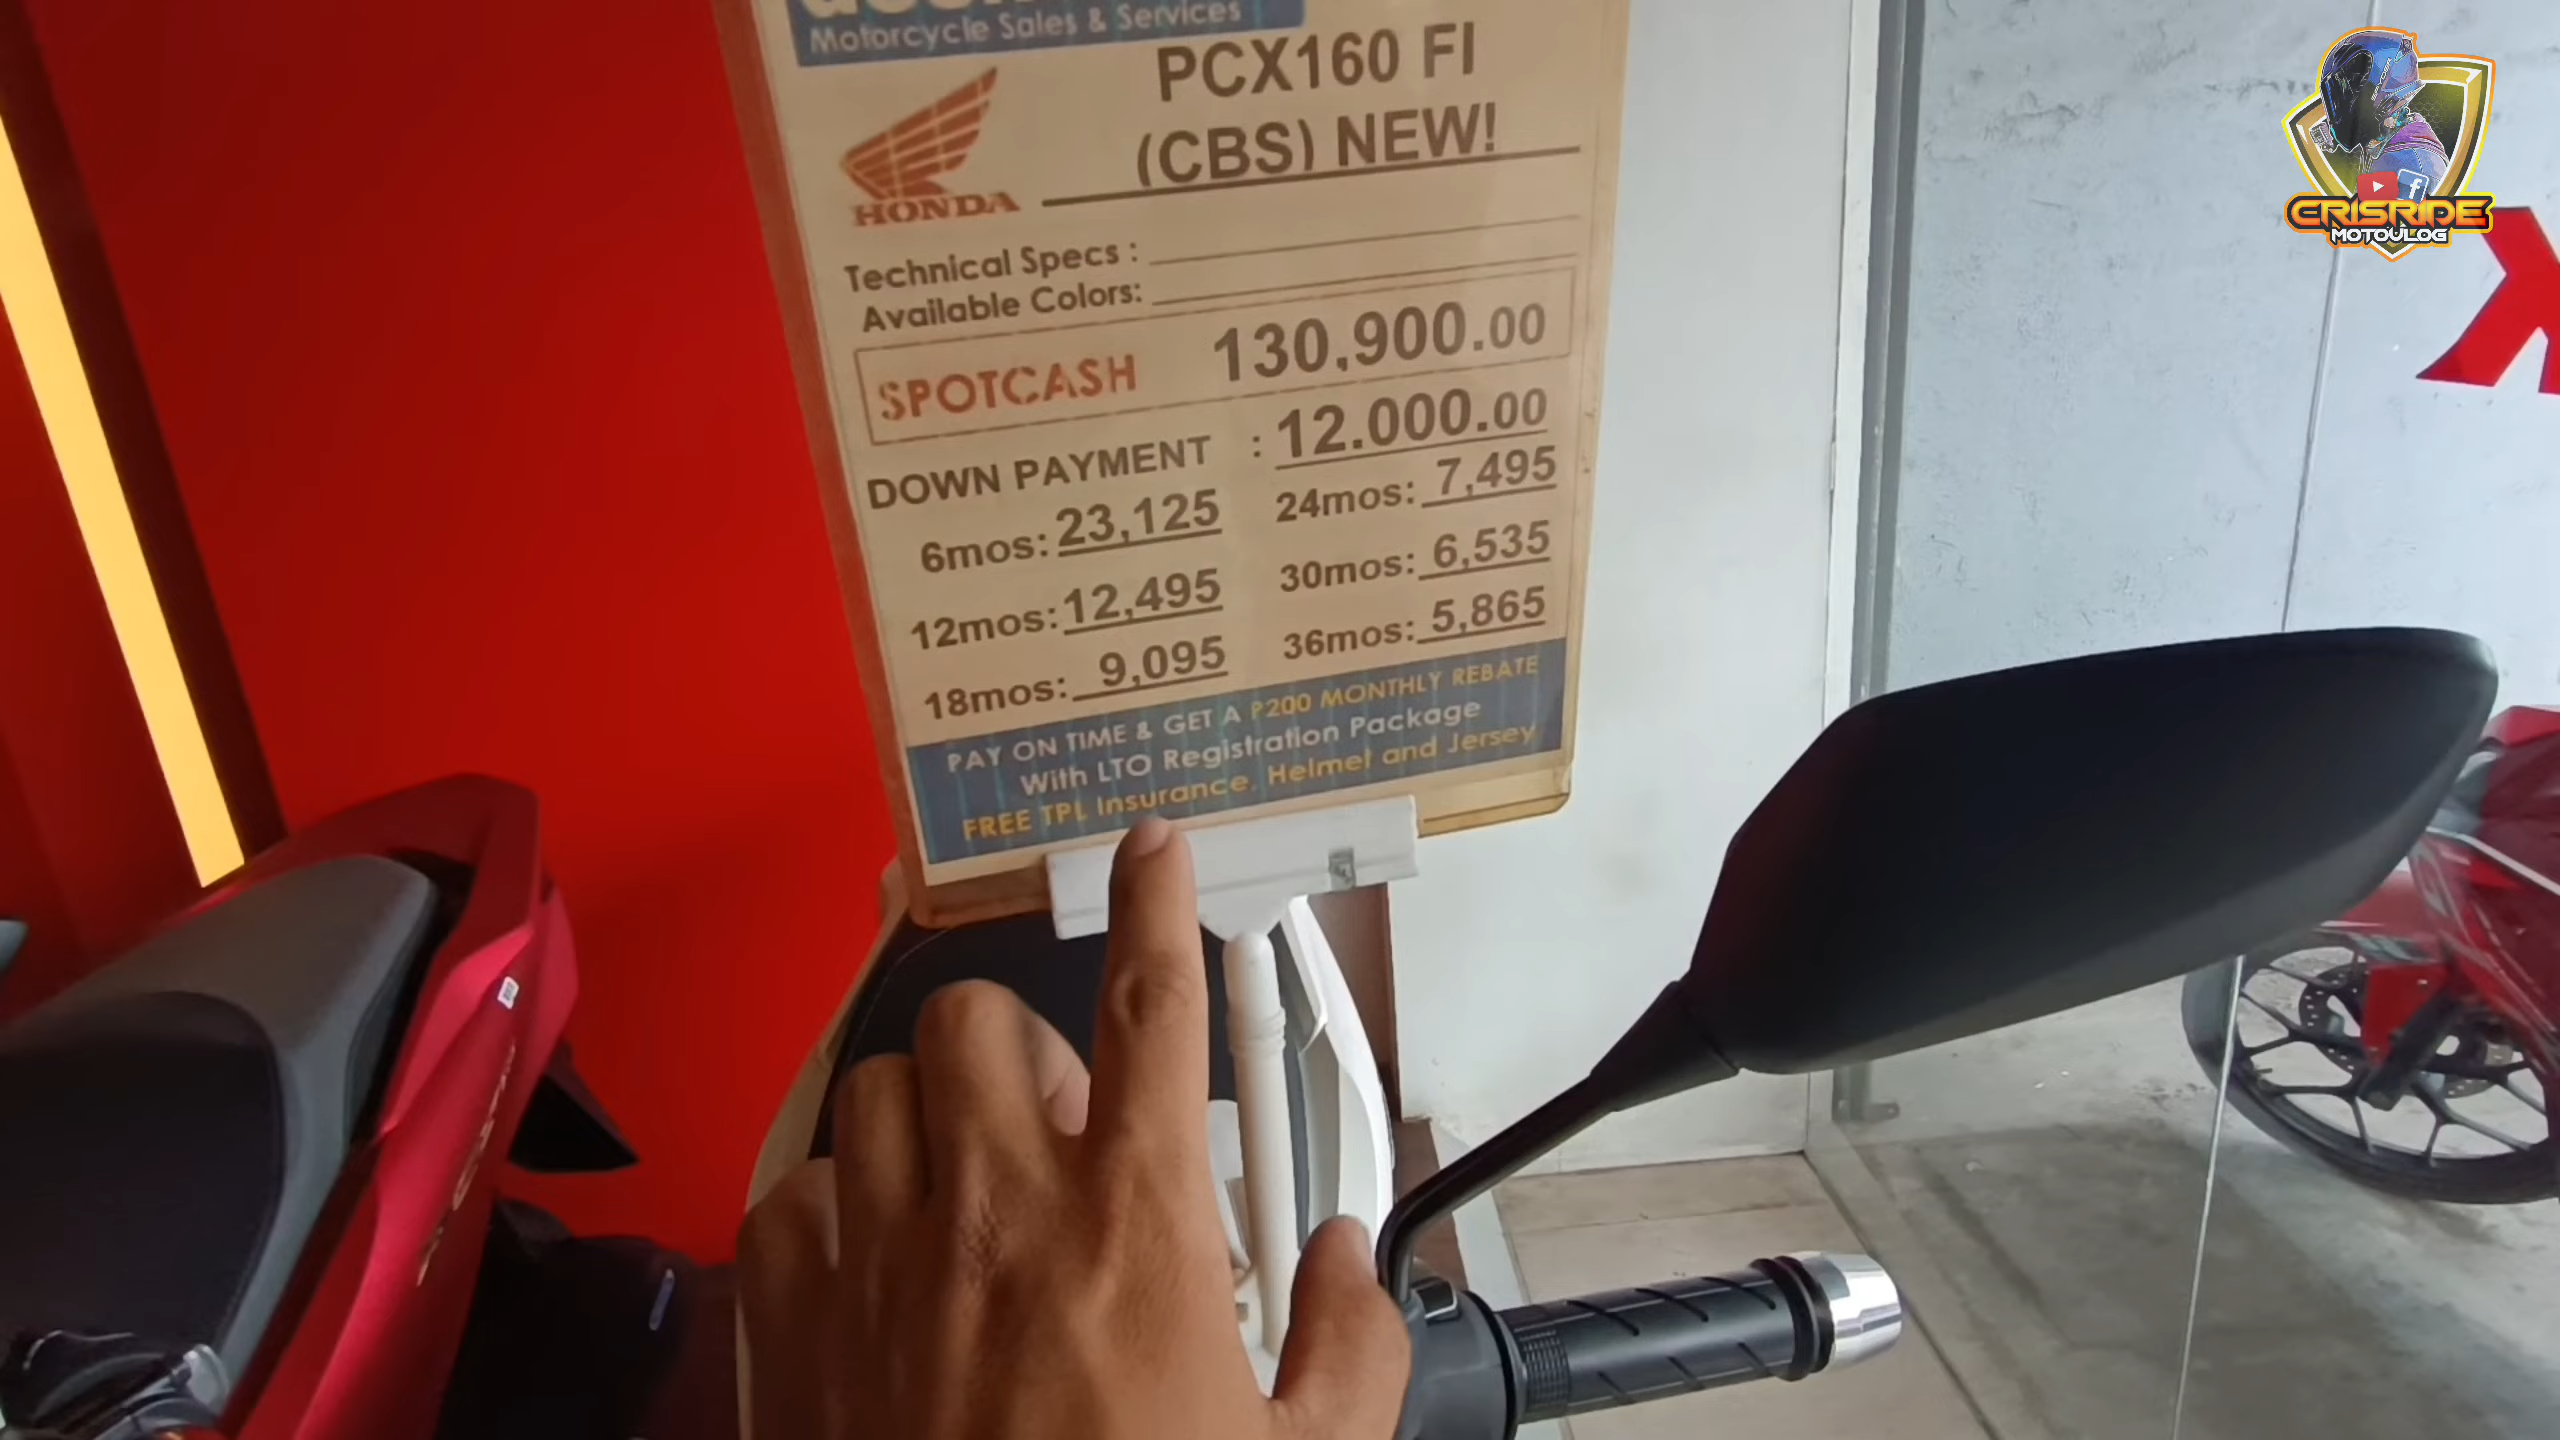 Motorcycle Sales & Services
PCX160 FI
(CBS) NEW!
HONDA
Technical Specs :
Available Colors:
SPOTCASH 130,900.00
DOWN PAYMENT : 12.000.00
6mos: 23,125 24mos: 7,495
12mos: 12,495 30mos: 6,535
18mos: 9,095 36mos: 5,865
PAY ON TIME & GET A ₱200 MONTHLY REBATE
With LTO Registration Package
FREE TPL Insurance, Helmet and Jersey
CRISRIDE
MOTOVLOG